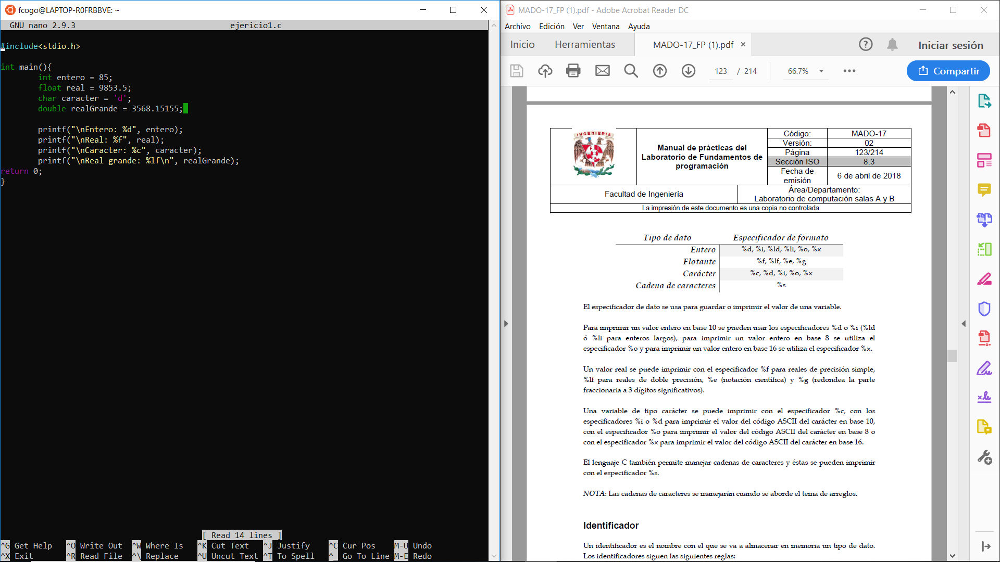 fcogo@LAPTOP-R0FRBBVE: ~
GNU nano 2.9.3 ejericio1.c
#include<stdio.h>
int main(){
int entero = 85;
float real = 9853.5;
char caracter = 'd';
double realGrande = 3568.15155;
printf("\nEntero: %d", entero);
printf("\nReal: %f", real);
printf("\nCaracter: %c", caracter);
printf("\nReal grande: %lf\n", realGrande);
return 0;
}
[ Read 14 lines ]
^G Get Help ^O Write Out ^W Where Is ^K Cut Text ^J Justify ^C Cur Pos M-U Undo
^X Exit ^R Read File ^\ Replace ^U Uncut Text ^T To Spell ^_ Go To Line M-E Redo
MADO-17_FP (1).pdf - Adobe Acrobat Reader DC
Archivo Edición Ver Ventana Ayuda
Inicio Herramientas MADO-17_FP (1).pdf × Iniciar sesión
123 / 214 66.7% Compartir
INGENIERIA
Manual de prácticas del
Laboratorio de Fundamentos de
programación
Código: MADO-17
Versión: 02
Página 123/214
Sección ISO 8.3
Fecha de
emisión 6 de abril de 2018
Facultad de Ingeniería
Área/Departamento:
Laboratorio de computación salas A y B
La impresión de este documento es una copia no controlada
Tipo de dato Especificador de formato
Entero %d, %i, %ld, %li, %o, %x
Flotante %f, %lf, %e, %g
Carácter %c, %d, %i, %o, %x
Cadena de caracteres %s
El especificador de dato se usa para guardar o imprimir el valor de una variable.
Para imprimir un valor entero en base 10 se pueden usar los especificadores %d o %i (%ld
ó %li para enteros largos), para imprimir un valor entero en base 8 se utiliza el
especificador %o y para imprimir un valor entero en base 16 se utiliza el especificador %x.
Un valor real se puede imprimir con el especificador %f para reales de precisión simple,
%lf para reales de doble precisión, %e (notación científica) y %g (redondea la parte
fraccionaria a 3 dígitos significativos).
Una variable de tipo carácter se puede imprimir con el especificador %c, con los
especificadores %i o %d para imprimir el valor del código ASCII del carácter en base 10,
con el especificador %o para imprimir el valor del código ASCII del carácter en base 8 o
con el especificador %x para imprimir el valor del código ASCII del carácter en base 16.
El lenguaje C también permite manejar cadenas de caracteres y éstas se pueden imprimir
con el especificador %s.
NOTA: Las cadenas de caracteres se manejarán cuando se aborde el tema de arreglos.
Identificador
Un identificador es el nombre con el que se va a almacenar en memoria un tipo de dato.
Los identificadores siguen las siguientes reglas: